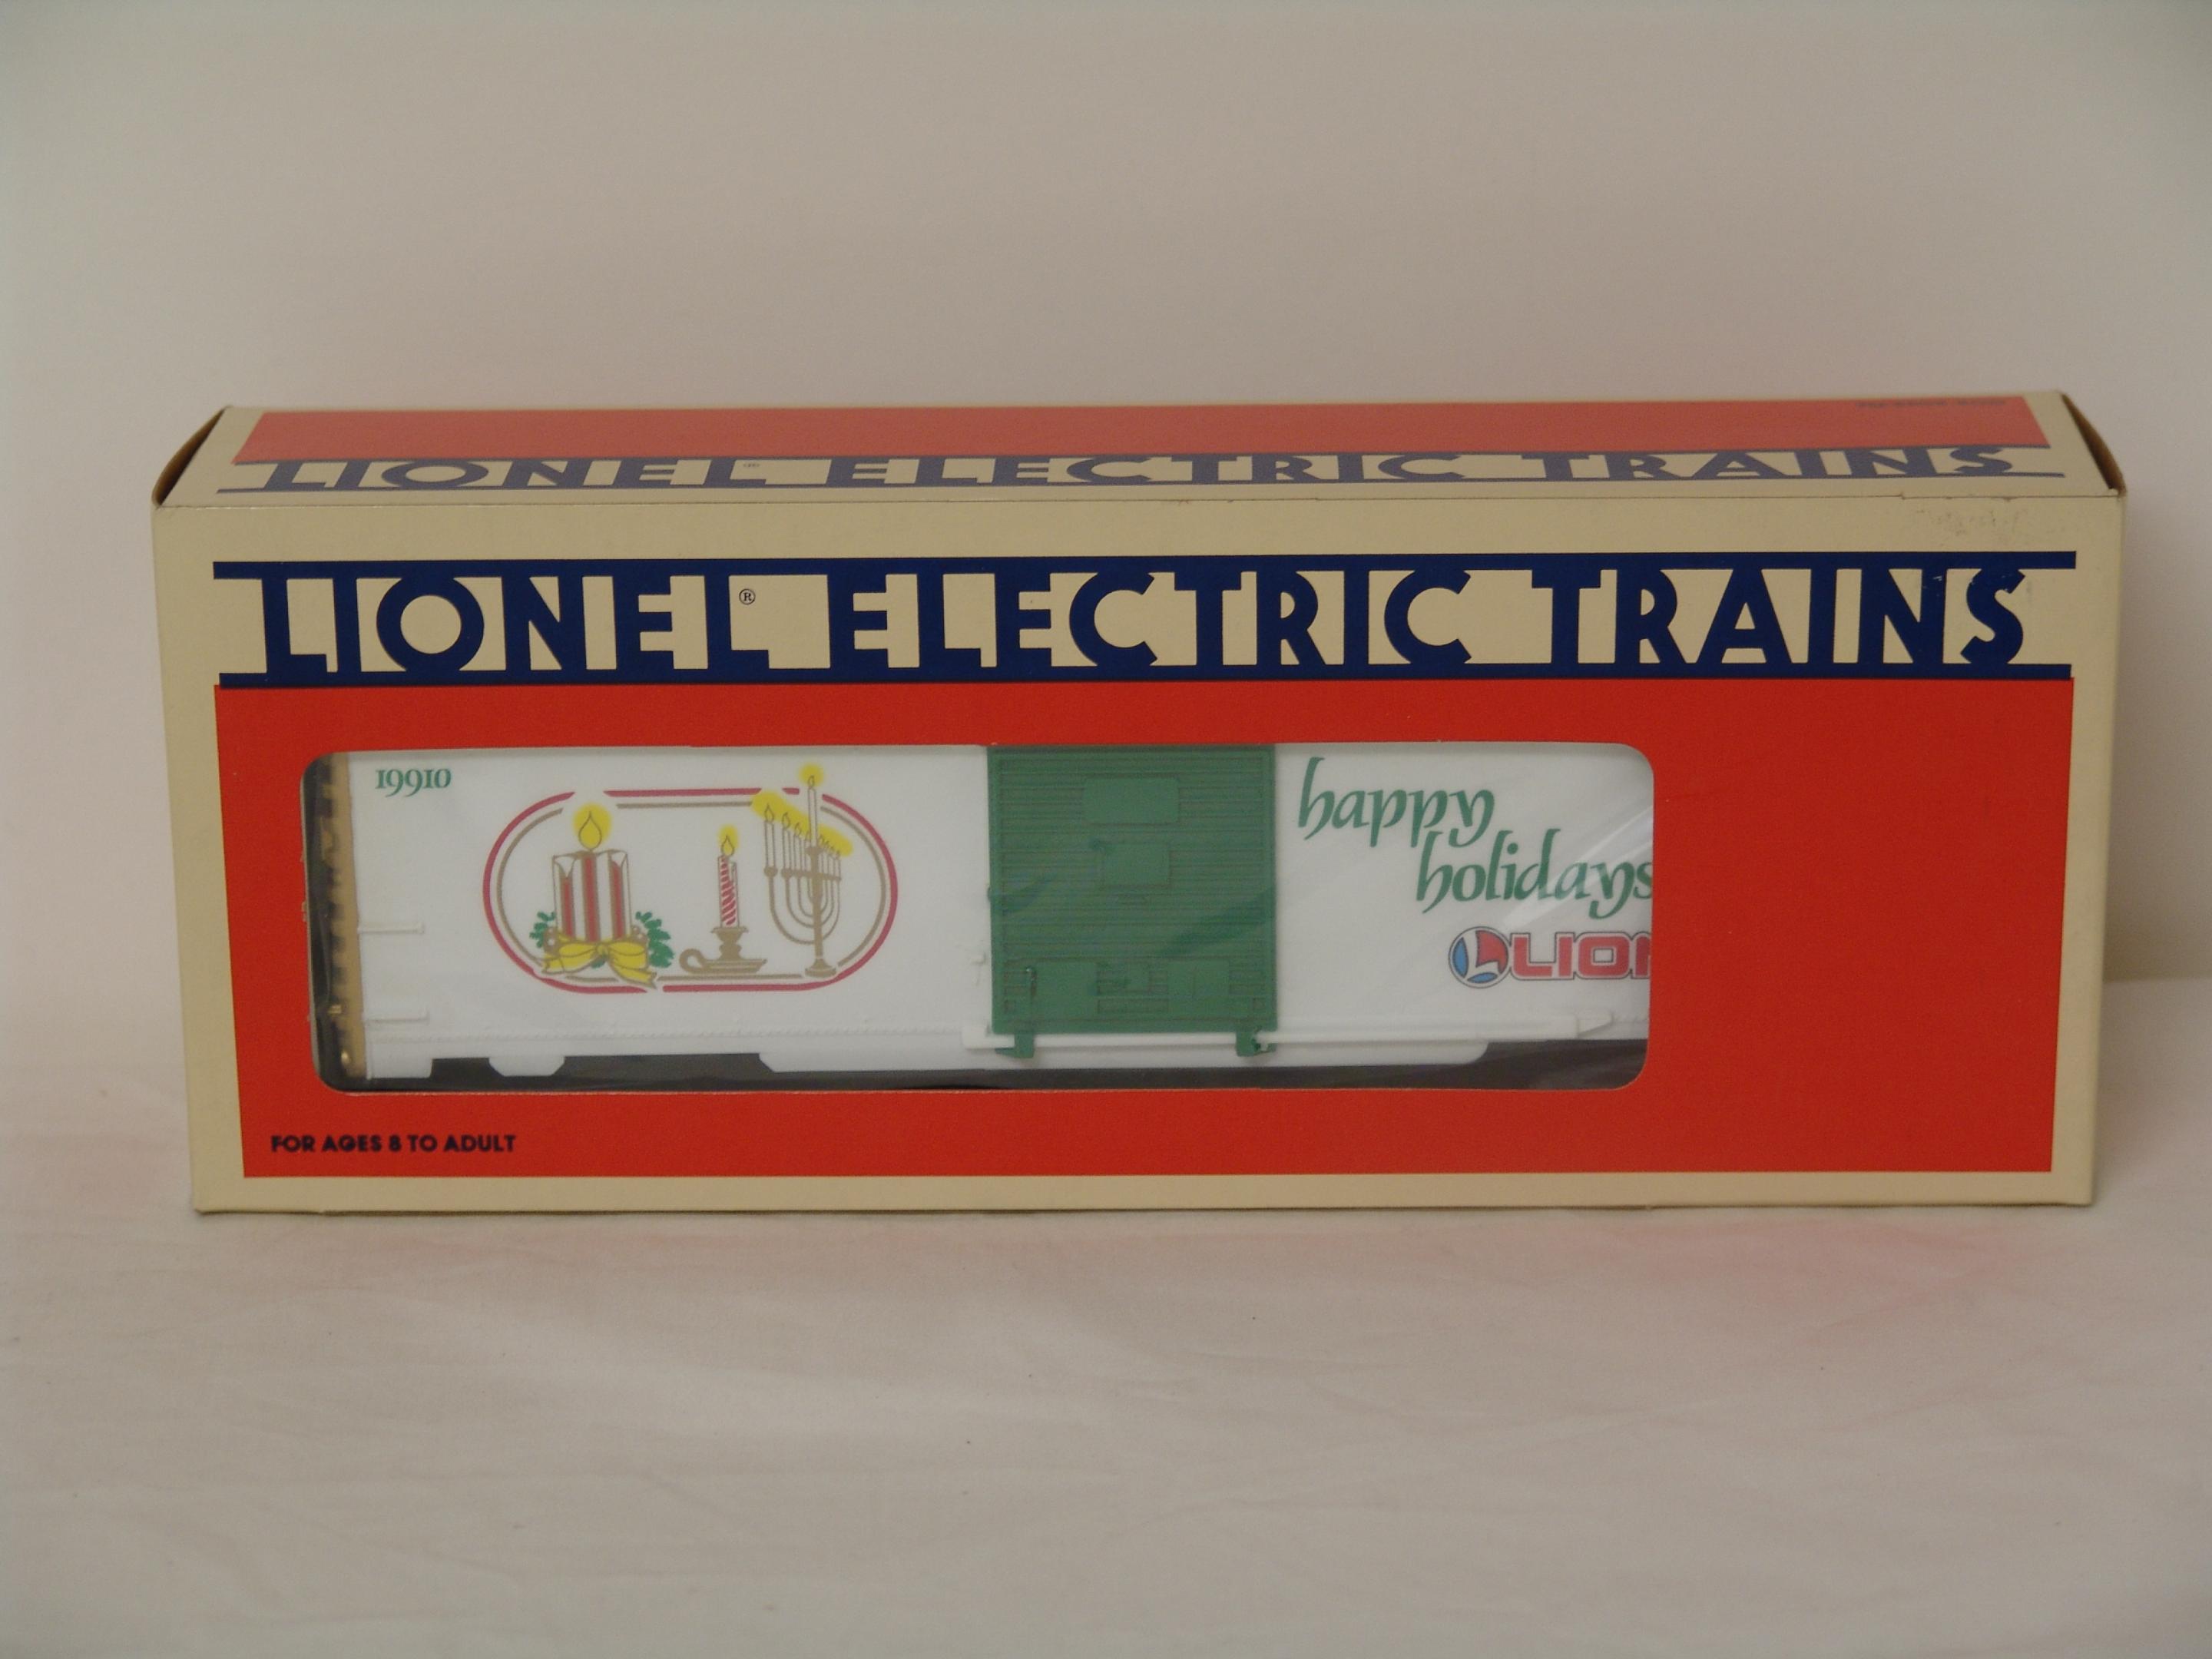 LIONEL® ELECTRIC TRAINS
LIONEL® ELECTRIC TRAINS
19910
happy
holidays
L LION
FOR AGES 8 TO ADULT